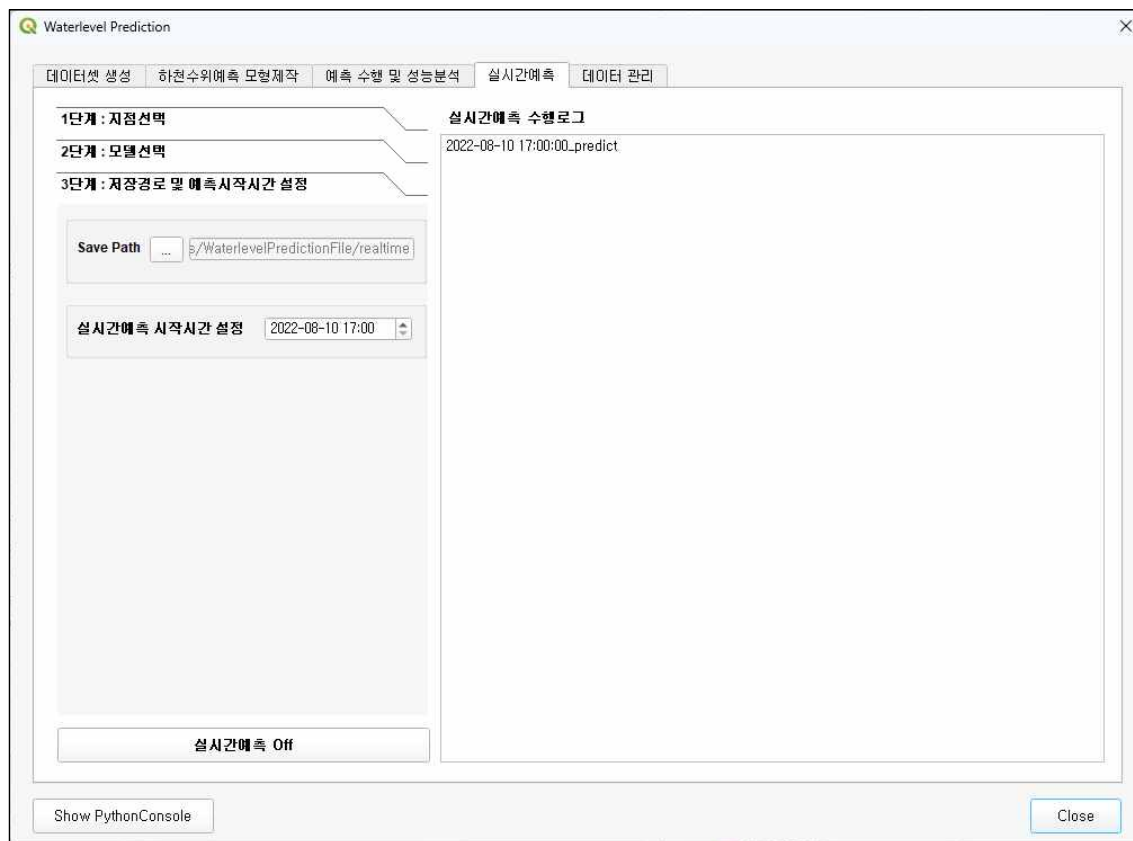 Waterlevel Prediction
데이터셋 생성 하천수위예측 모형제작 예측 수행 및 성능분석 실시간예측 데이터 관리
1단계 : 지점선택
2단계 : 모델선택
3단계 : 저장경로 및 예측시작시간 설정
Save Path ... s/WaterlevelPredictionFile/realtime
실시간예측 시작시간 설정 2022-08-10 17:00
실시간예측 Off
실시간예측 수행로그
2022-08-10 17:00:00_predict
Show PythonConsole
Close